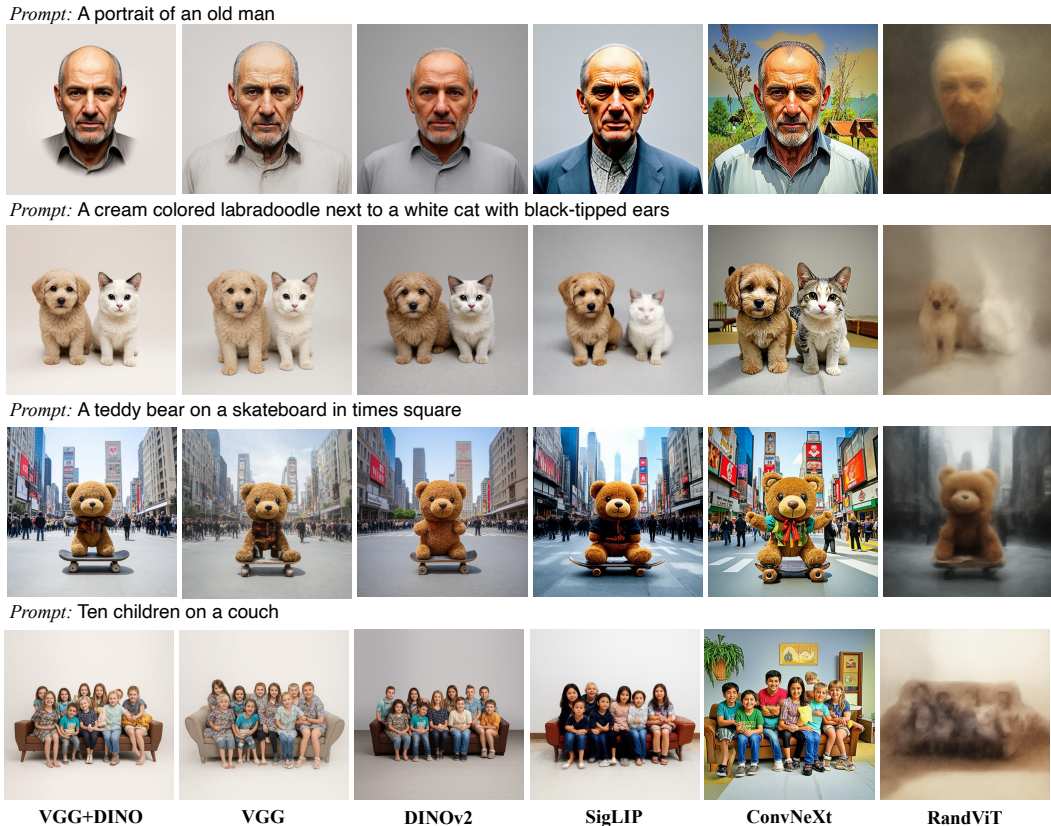 Prompt: A portrait of an old man
Prompt: A cream colored labradoodle next to a white cat with black-tipped ears
Prompt: A teddy bear on a skateboard in times square
Prompt: Ten children on a couch
VGG+DINO VGG DINOv2 SigLIP ConvNeXt RandViT